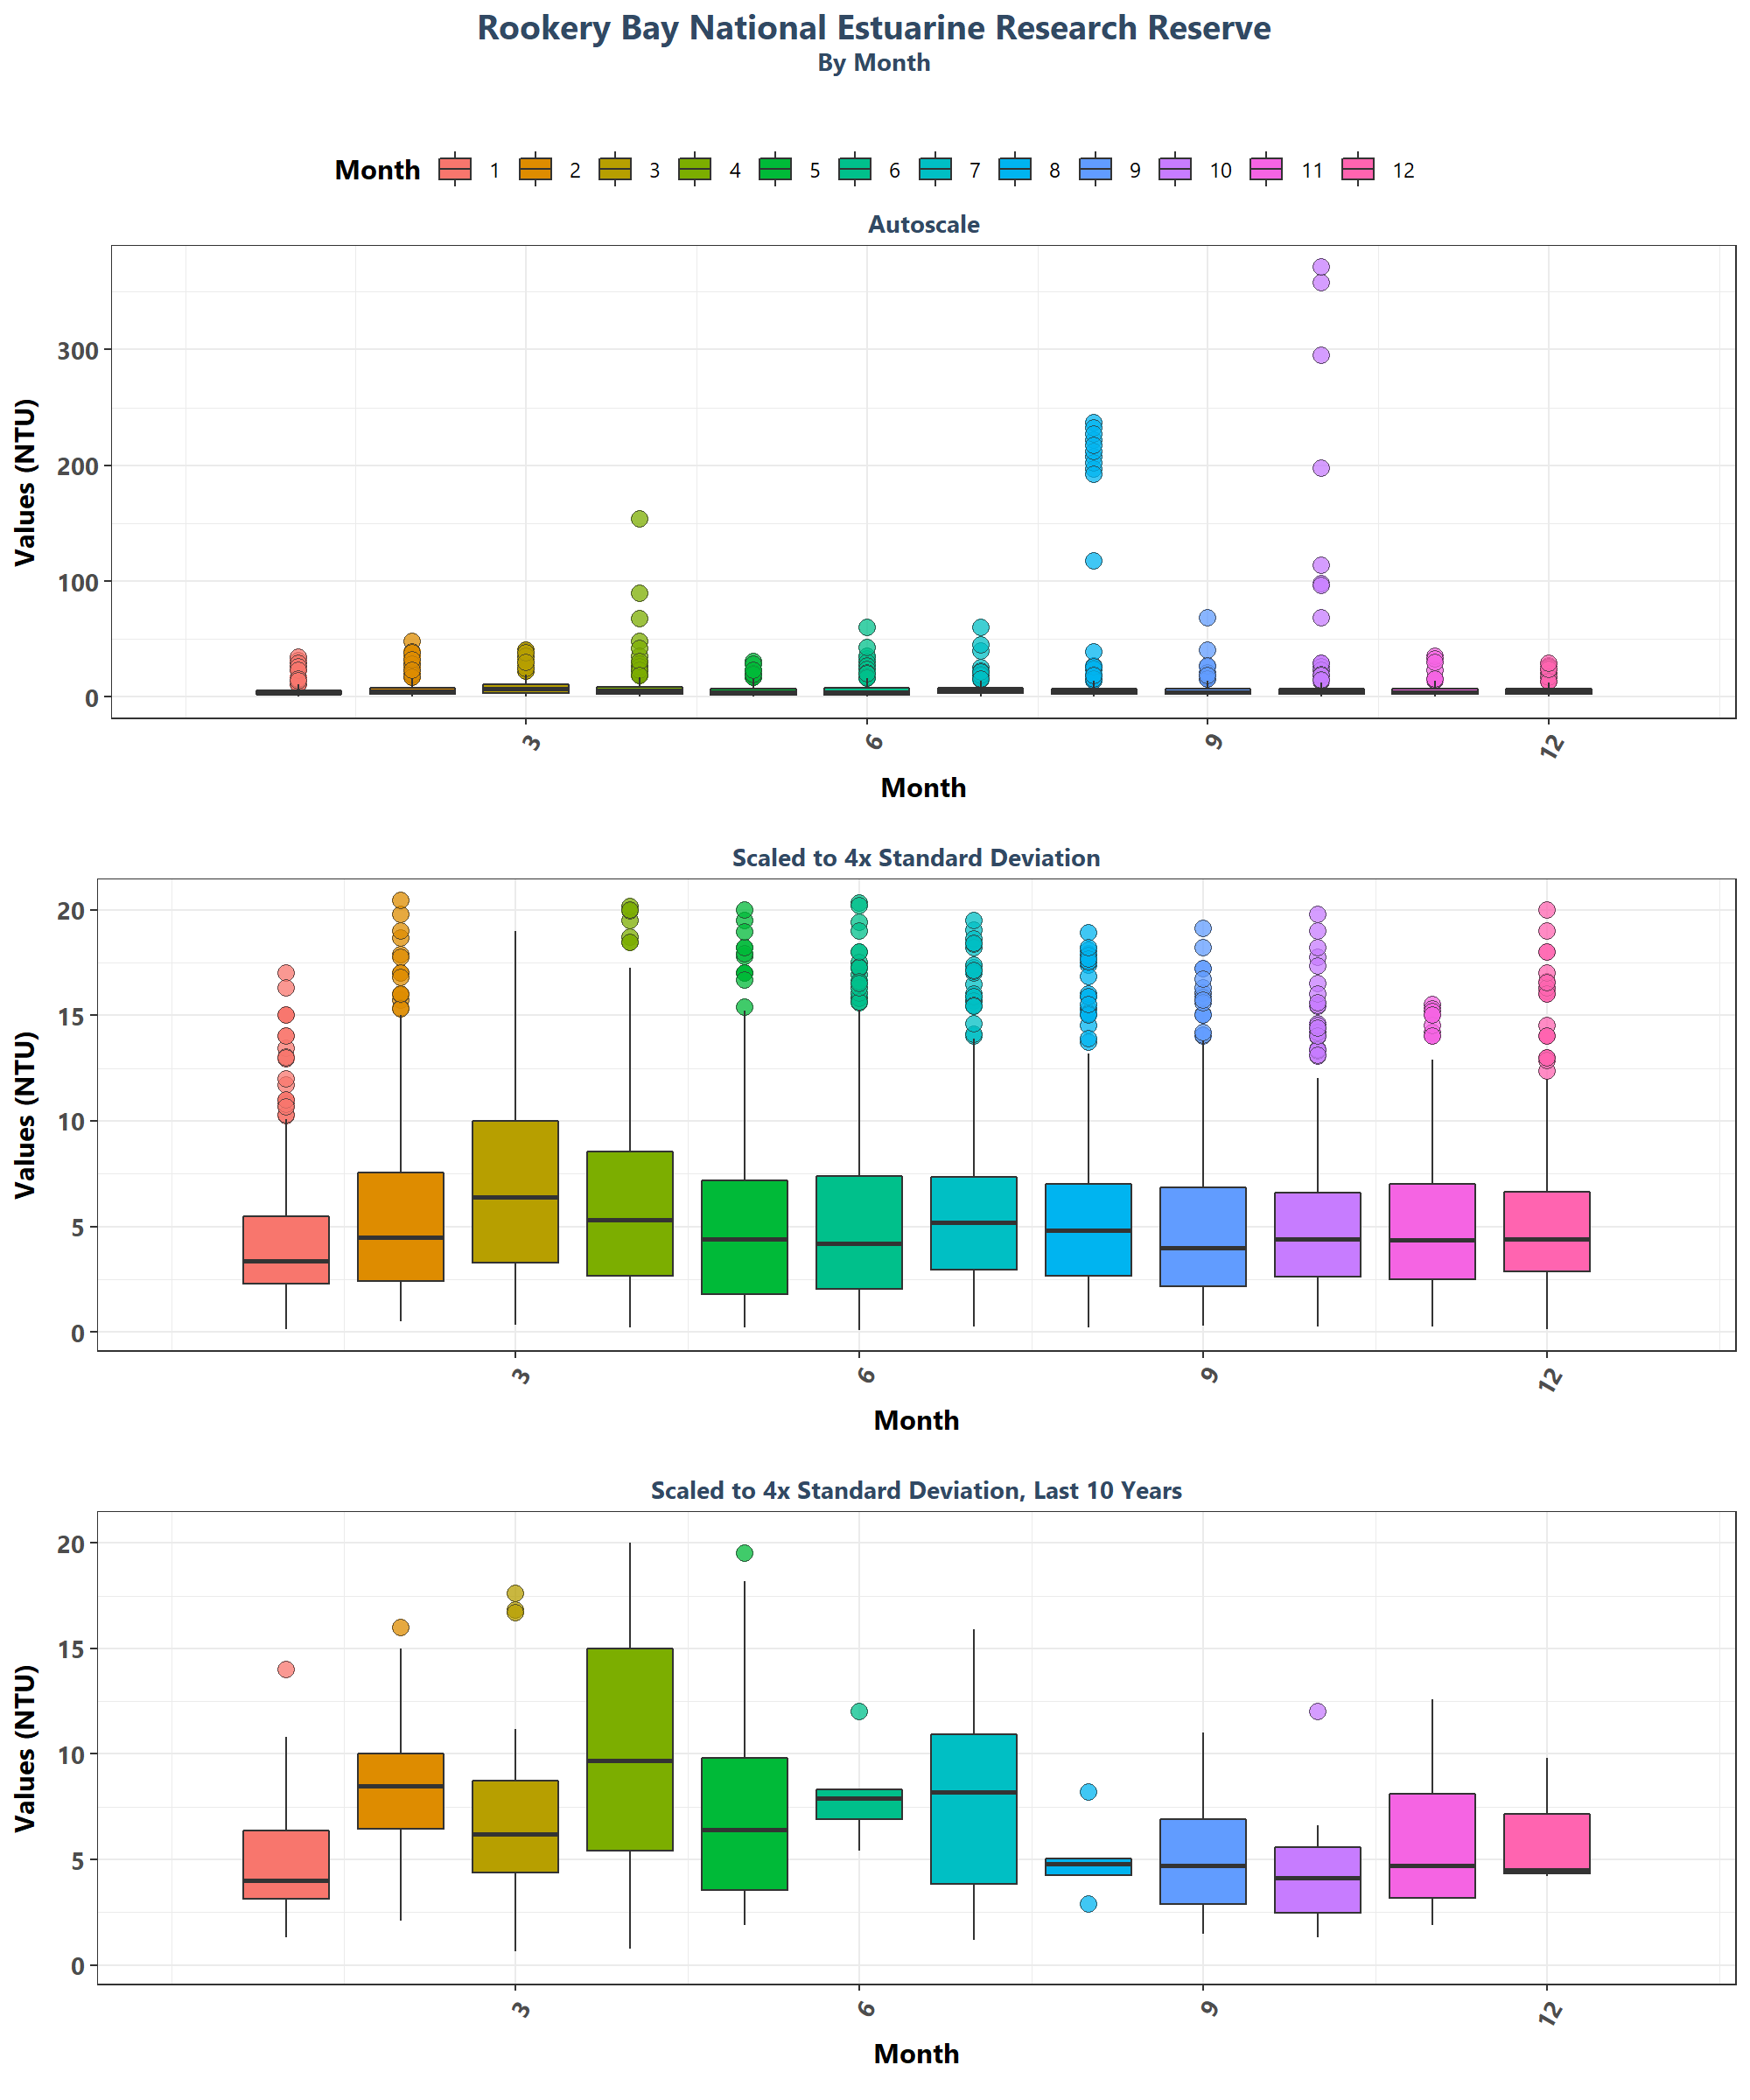 Rookery Bay National Estuarine Research Reserve
By Month
Month 1 2 3 4 5 6 7 8 9 10 11 12
Autoscale
Values (NTU)
300
200
100
0
3 6 9 12
Month
Scaled to 4x Standard Deviation
Values (NTU)
20
15
10
5
0
3 6 9 12
Month
Scaled to 4x Standard Deviation, Last 10 Years
Values (NTU)
20
15
10
5
0
3 6 9 12
Month